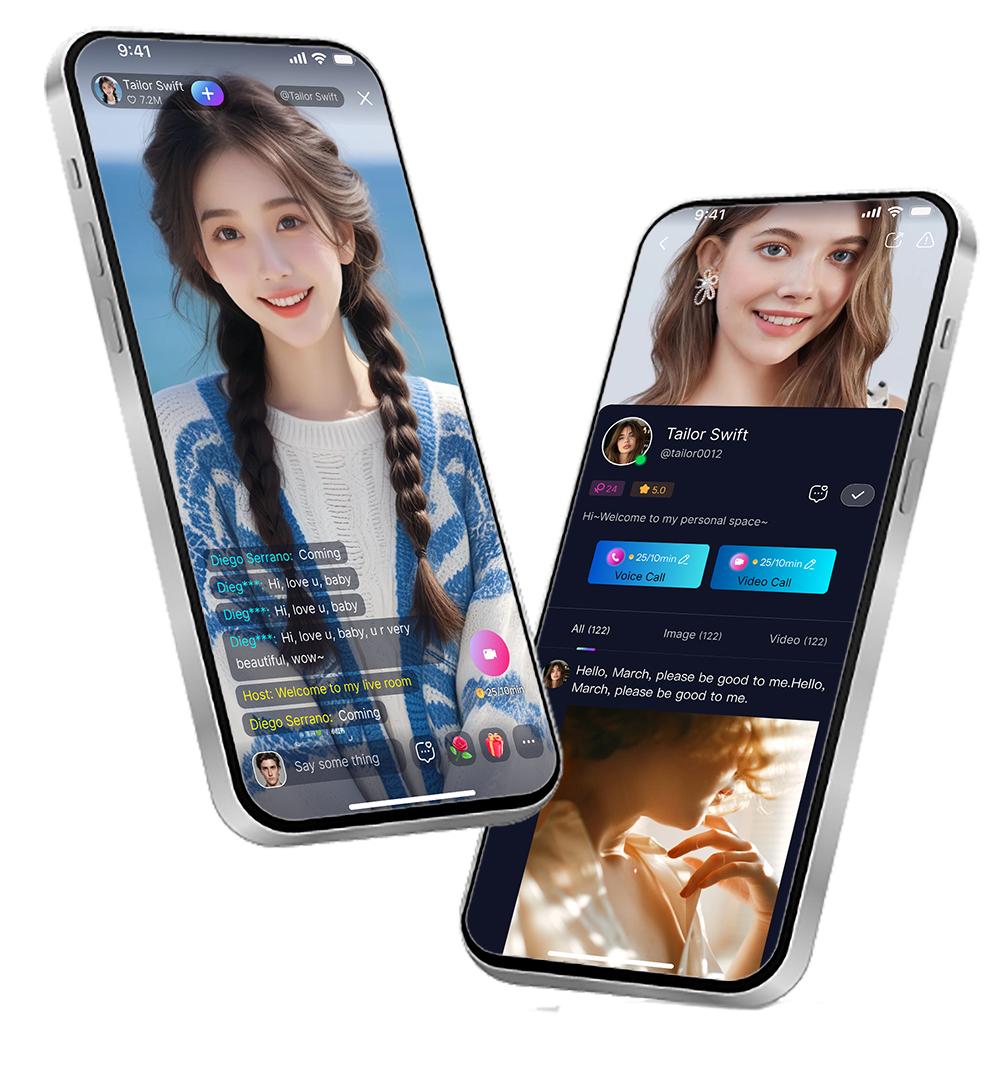 9:41
Tailor Swift
7.2M
@Tailor Swift
Diego Serrano: Coming
Dieg***: Hi, love u, baby
Dieg***: Hi, love u, baby
Dieg***: Hi, love u, baby, u r very
beautiful, wow~
Host: Welcome to my live room
Diego Serrano: Coming
25/10min
Say some thing
9:41
Tailor Swift
@tailor0012
24
5.0
Hi~Welcome to my personal space~
25/10min
Voice Call
25/10min
Video Call
All (122)
Image (122)
Video (122)
Hello, March, please be good to me.Hello,
March, please be good to me.